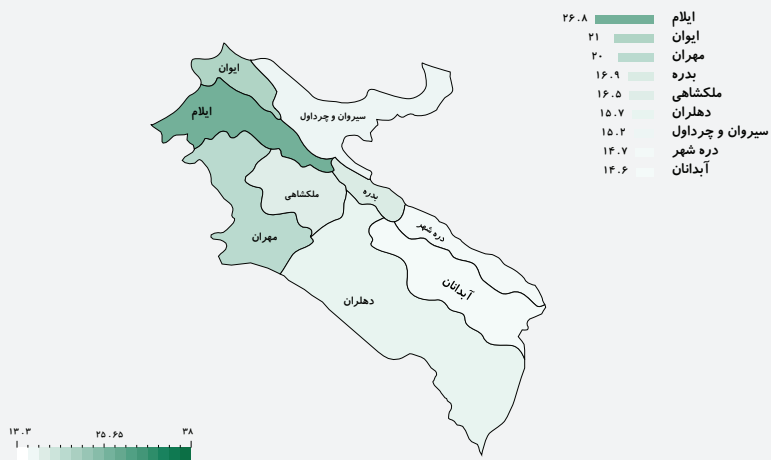 ایلام ۲۶.۸
ایوان ۲۱
مهران ۲۰
بدره ۱۶.۹
ملکشاهی ۱۶.۵
دهلران ۱۵.۷
سیروان و چرداول ۱۵.۲
دره شهر ۱۴.۷
آبدانان ۱۴.۶
ایوان
ایلام
سیروان و چرداول
ملکشاهی
بدره
مهران
دره شهر
آبدانان
دهلران
۱۳.۳ ۲۵.۶۵ ۳۸